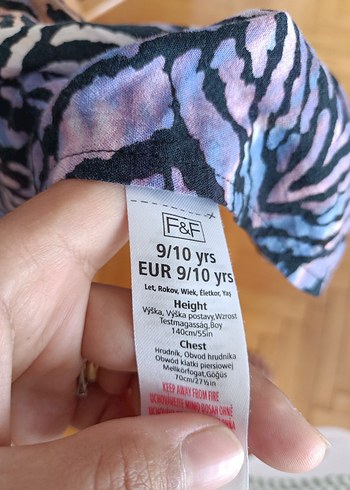 F&F
9/10 yrs
EUR 9/10 yrs
Let, Rokov, Wiek, Életkor, Yaş
Height
Výška, Výška postavy,Wzrost
Testmagasság,Boy
140cm/55in
Chest
Hrudník, Obvod hrudníka
Obwód klatki piersiowej
Mellkörfogat,Göğüs
70cm/27½in
KEEP AWAY FROM FIRE